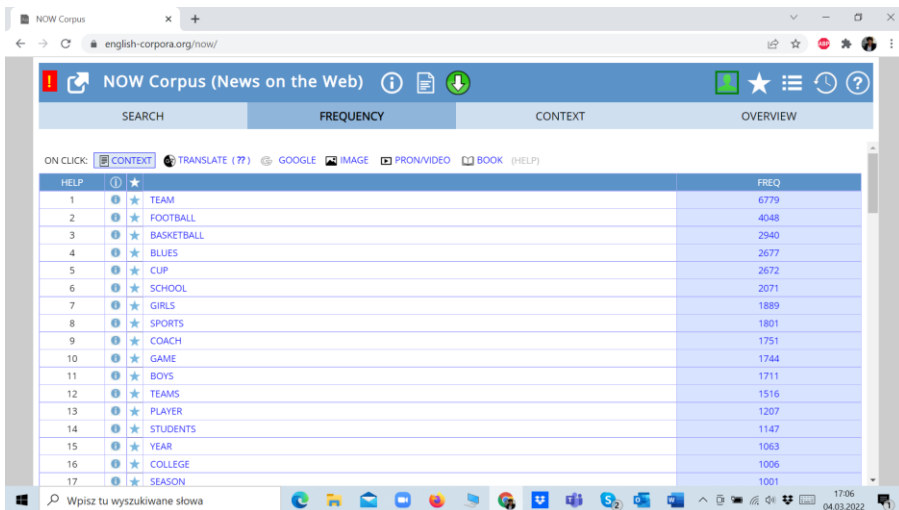 NOW Corpus
english-corpora.org/now/
ABP
! NOW Corpus (News on the Web)
SEARCH FREQUENCY CONTEXT OVERVIEW
ON CLICK: CONTEXT TRANSLATE (??) GOOGLE IMAGE PRON/VIDEO BOOK (HELP)
HELP FREQ
1 TEAM 6779
2 FOOTBALL 4048
3 BASKETBALL 2940
4 BLUES 2677
5 CUP 2672
6 SCHOOL 2071
7 GIRLS 1889
8 SPORTS 1801
9 COACH 1751
10 GAME 1744
11 BOYS 1711
12 TEAMS 1516
13 PLAYER 1207
14 STUDENTS 1147
15 YEAR 1063
16 COLLEGE 1006
17 SEASON 1001
Wpisz tu wyszukiwane słowa 17:06
04.03.2022